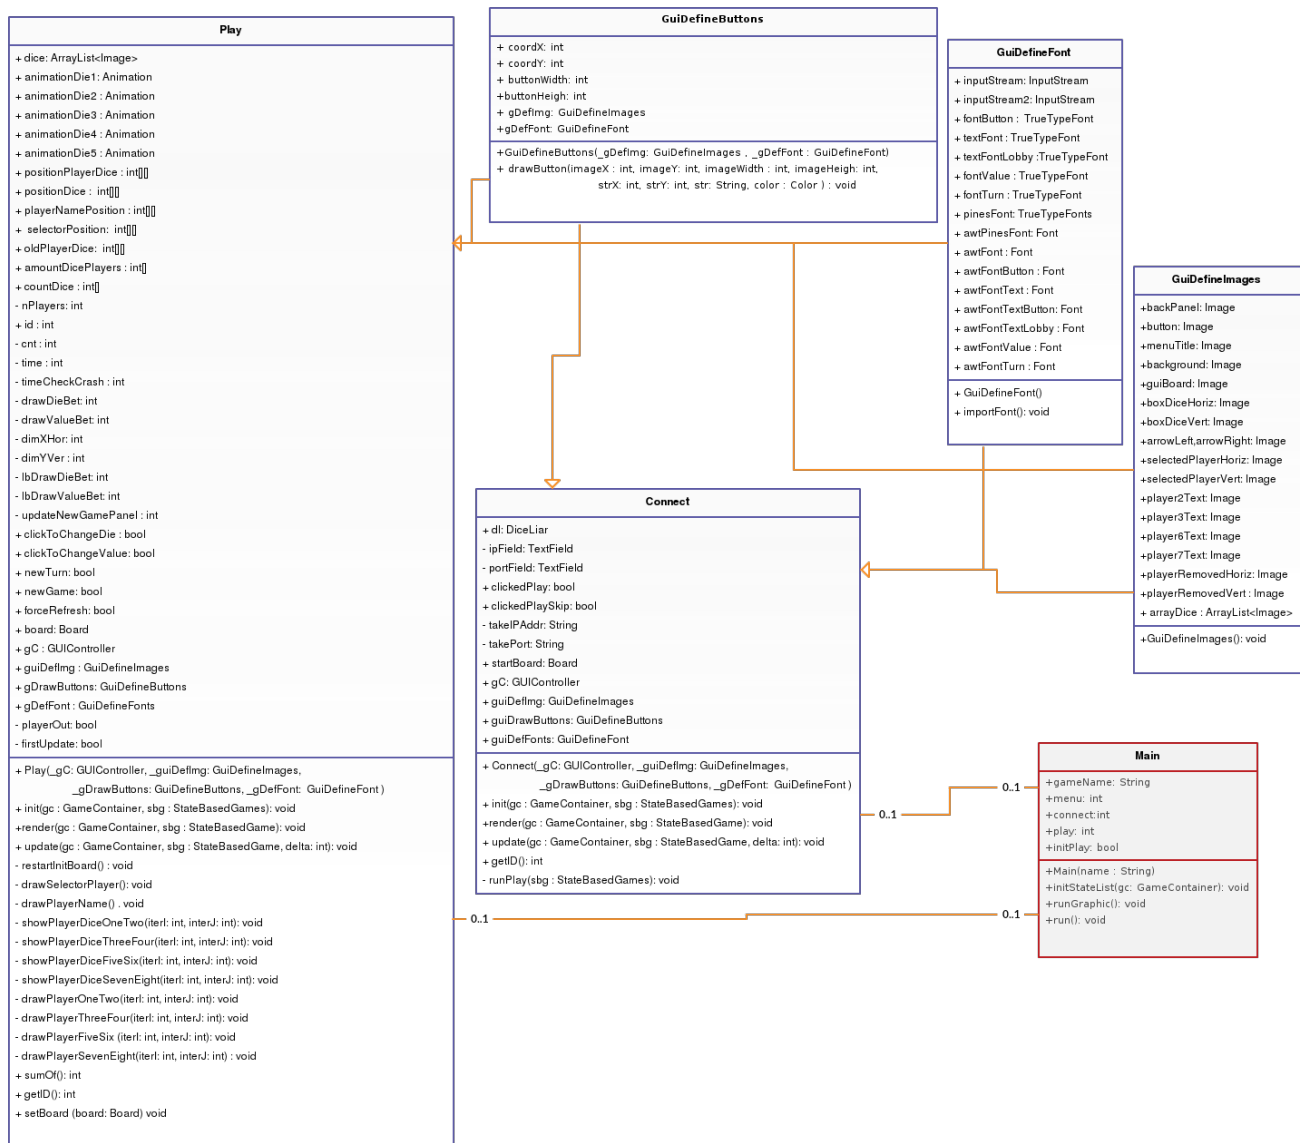 Play
+ dice: ArrayList<Image>
+ animationDie1: Animation
+ animationDie2 : Animation
+ animationDie3 : Animation
+ animationDie4 : Animation
+ animationDie5 : Animation
+ positionPlayerDice : int[][]
+ positionDice : int[][]
+ playerNamePosition : int[][]
+ selectorPosition: int[][]
+ oldPlayerDice: int[][]
+ amountDicePlayers : int[]
+ countDice : int[]
- nPlayers: int
+ id : int
- cnt : int
- time : int
- timeCheckCrash : int
- drawDieBet: int
- drawValueBet: int
- dimXHor: int
- dimYVer : int
- lbDrawDieBet: int
- lbDrawValueBet: int
- updateNewGamePanel : int
+ clickToChangeDie : bool
+ clickToChangeValue: bool
+ newTurn: bool
+ newGame: bool
+ forceRefresh: bool
+ board: Board
+ gC : GUIController
+ guiDefImg : GuiDefineImages
+ gDrawButtons: GuiDefineButtons
+ gDefFont : GuiDefineFonts
- playerOut: bool
- firstUpdate: bool
+ Play(_gC: GUIController, _guiDefImg: GuiDefineImages,
_gDrawButtons: GuiDefineButtons, _gDefFont: GuiDefineFont )
+ init(gc : GameContainer, sbg : StateBasedGames): void
+render(gc : GameContainer, sbg : StateBasedGame): void
+ update(gc : GameContainer, sbg : StateBasedGame, delta: int): void
- restartInitBoard() : void
- drawSelectorPlayer(): void
- drawPlayerName() . void
- showPlayerDiceOneTwo(iterI: int, interJ: int): void
- showPlayerDiceThreeFour(iterI: int, interJ: int): void
- showPlayerDiceFiveSix(iterI: int, interJ: int): void
- showPlayerDiceSevenEight(iterI: int, interJ: int): void
- drawPlayerOneTwo(iterI: int, interJ: int): void
- drawPlayerThreeFour(iterI: int, interJ: int): void
- drawPlayerFiveSix (iterI: int, interJ: int): void
- drawPlayerSevenEight(iterI: int, interJ: int) : void
+ sumOf(): int
+ getID(): int
+ setBoard (board: Board) void
GuiDefineButtons
+ coordX: int
+ coordY: int
+ buttonWidth: int
+buttonHeigh: int
+ gDefImg: GuiDefineImages
+gDefFont: GuiDefineFont
+GuiDefineButtons(_gDefImg: GuiDefineImages , _gDefFont : GuiDefineFont)
+ drawButton(imageX : int, imageY: int, imageWidth : int, imageHeigh: int,
strX: int, strY: int, str: String, color : Color ) : void
GuiDefineFont
+ inputStream: InputStream
+ inputStream2: InputStream
+ fontButton : TrueTypeFont
+ textFont : TrueTypeFont
+ textFontLobby :TrueTypeFont
+ fontValue : TrueTypeFont
+ fontTurn : TrueTypeFont
+ pinesFont: TrueTypeFonts
+ awtPinesFont: Font
+ awtFont : Font
+ awtFontButton : Font
+ awtFontText : Font
+ awtFontTextButton: Font
+ awtFontTextLobby : Font
+ awtFontValue : Font
+ awtFontTurn : Font
+ GuiDefineFont()
+ importFont(): void
GuiDefineImages
+backPanel: Image
+button: Image
+menuTitle: Image
+background: Image
+guiBoard: Image
+boxDiceHoriz: Image
+boxDiceVert: Image
+arrowLeft,arrowRight: Image
+selectedPlayerHoriz: Image
+selectedPlayerVert: Image
+player2Text: Image
+player3Text: Image
+player6Text: Image
+player7Text: Image
+playerRemovedHoriz: Image
+playerRemovedVert : Image
+ arrayDice : ArrayList<Image>
+GuiDefineImages(): void
Connect
+ dl: DiceLiar
- ipField: TextField
- portField: TextField
+ clickedPlay: bool
+ clickedPlaySkip: bool
- takeIPAddr: String
- takePort: String
+ startBoard: Board
+ gC: GUIController
+ guiDefImg: GuiDefineImages
+ guiDrawButtons: GuiDefineButtons
+ guiDefFonts: GuiDefineFont
+ Connect(_gC: GUIController, _guiDefImg: GuiDefineImages,
_gDrawButtons: GuiDefineButtons, _gDefFont: GuiDefineFont )
+ init(gc : GameContainer, sbg : StateBasedGames): void
+render(gc : GameContainer, sbg : StateBasedGame): void
+ update(gc : GameContainer, sbg : StateBasedGame, delta: int): void
+ getID(): int
- runPlay(sbg : StateBasedGames): void
0..1
0..1
0..1
0..1
Main
+gameName: String
+menu: int
+connect:int
+play: int
+initPlay: bool
+Main(name : String)
+initStateList(gc: GameContainer): void
+runGraphic(): void
+run(): void